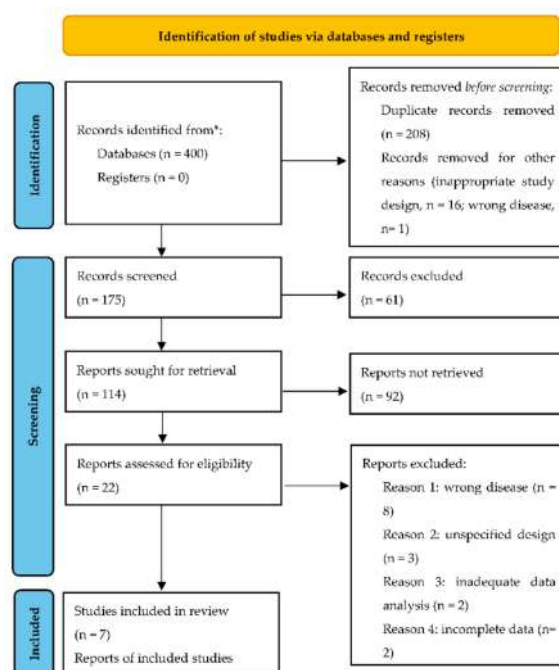 Identification of studies via databases and registers
Identification
Records identified from*:
Databases (n = 400)
Registers (n = 0)
Records removed before screening:
Duplicate records removed
(n = 208)
Records removed for other
reasons (inappropriate study
design, n = 16; wrong disease,
n= 1)
Screening
Records screened
(n = 175)
Records excluded
(n = 61)
Reports sought for retrieval
(n = 114)
Reports not retrieved
(n = 92)
Reports assessed for eligibility
(n = 22)
Reports excluded:
Reason 1: wrong disease (n =
8)
Reason 2: unspecified design
(n = 3)
Reason 3: inadequate data
analysis (n = 2)
Reason 4: incomplete data (n=
2)
Included
Studies included in review
(n = 7)
Reports of included studies